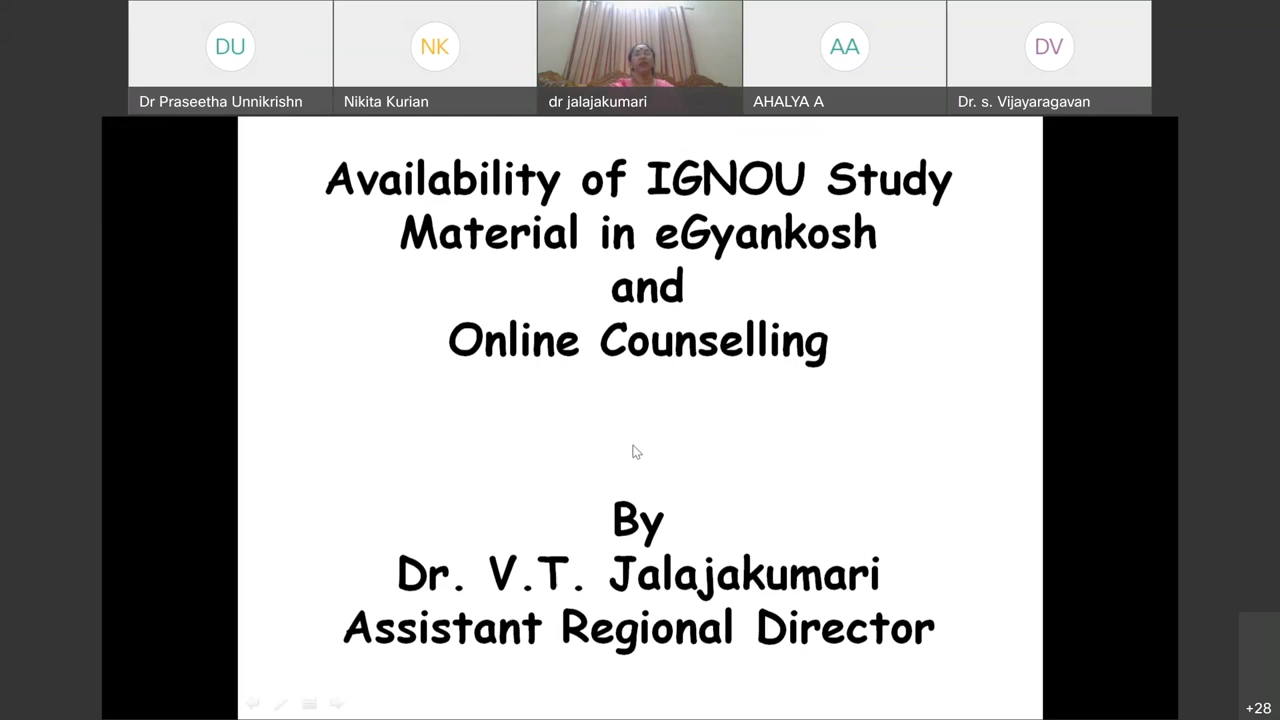 DU
NK
AA
DV
Dr Praseetha Unnikrishn
Nikita Kurian
dr jalajakumari
AHALYA A
Dr. s. Vijayaragavan
Availability of IGNOU Study
Material in eGyankosh
and
Online Counselling
By
Dr. V.T. Jalajakumari
Assistant Regional Director
+28